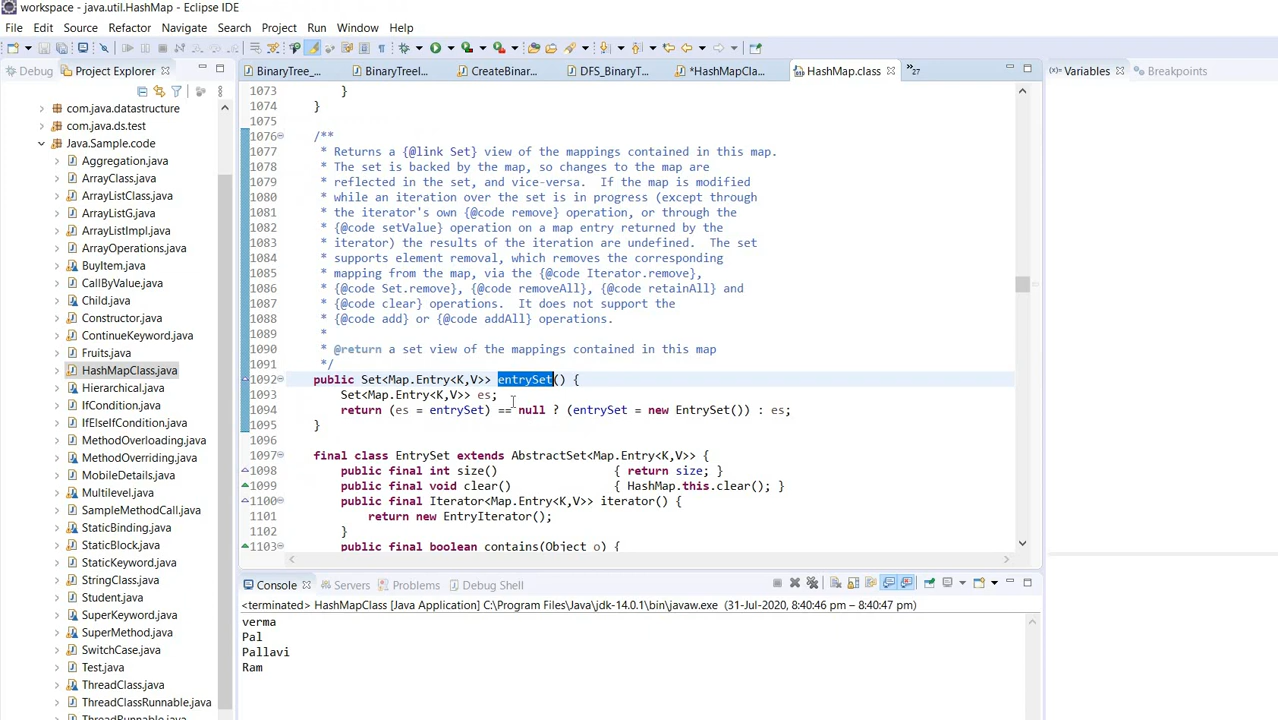 workspace - java.util.HashMap - Eclipse IDE
File Edit Source Refactor Navigate Search Project Run Window Help
Debug Project Explorer
BinaryTree_... BinaryTreeI... CreateBinar... DFS_BinaryT... *HashMapCla... HashMap.class 27
Variables Breakpoints
com.java.datastructure
com.java.ds.test
Java.Sample.code
Aggregation.java
ArrayClass.java
ArrayListClass.java
ArrayListG.java
ArrayListImpl.java
ArrayOperations.java
BuyItem.java
CallByValue.java
Child.java
Constructor.java
ContinueKeyword.java
Fruits.java
HashMapClass.java
Hierarchical.java
IfCondition.java
IfElseIfCondition.java
MethodOverloading.java
MethodOverriding.java
MobileDetails.java
Multilevel.java
SampleMethodCall.java
StaticBinding.java
StaticBlock.java
StaticKeyword.java
StringClass.java
Student.java
SuperKeyword.java
SuperMethod.java
SwitchCase.java
Test.java
ThreadClass.java
ThreadClassRunnable.java
ThreadRunnable.java
1073 }
1074 }
1075
1076 /**
1077 * Returns a {@link Set} view of the mappings contained in this map.
1078 * The set is backed by the map, so changes to the map are
1079 * reflected in the set, and vice-versa. If the map is modified
1080 * while an iteration over the set is in progress (except through
1081 * the iterator's own {@code remove} operation, or through the
1082 * {@code setValue} operation on a map entry returned by the
1083 * iterator) the results of the iteration are undefined. The set
1084 * supports element removal, which removes the corresponding
1085 * mapping from the map, via the {@code Iterator.remove},
1086 * {@code Set.remove}, {@code removeAll}, {@code retainAll} and
1087 * {@code clear} operations. It does not support the
1088 * {@code add} or {@code addAll} operations.
1089 *
1090 * @return a set view of the mappings contained in this map
1091 */
1092 public Set<Map.Entry<K,V>> entrySet() {
1093 Set<Map.Entry<K,V>> es;
1094 return (es = entrySet) == null ? (entrySet = new EntrySet()) : es;
1095 }
1096
1097 final class EntrySet extends AbstractSet<Map.Entry<K,V>> {
1098 public final int size() { return size; }
1099 public final void clear() { HashMap.this.clear(); }
1100 public final Iterator<Map.Entry<K,V>> iterator() {
1101 return new EntryIterator();
1102 }
1103 public final boolean contains(Object o) {
Console Servers Problems Debug Shell
<terminated> HashMapClass [Java Application] C:\Program Files\Java\jdk-14.0.1\bin\javaw.exe (31-Jul-2020, 8:40:46 pm – 8:40:47 pm)
verma
Pal
Pallavi
Ram